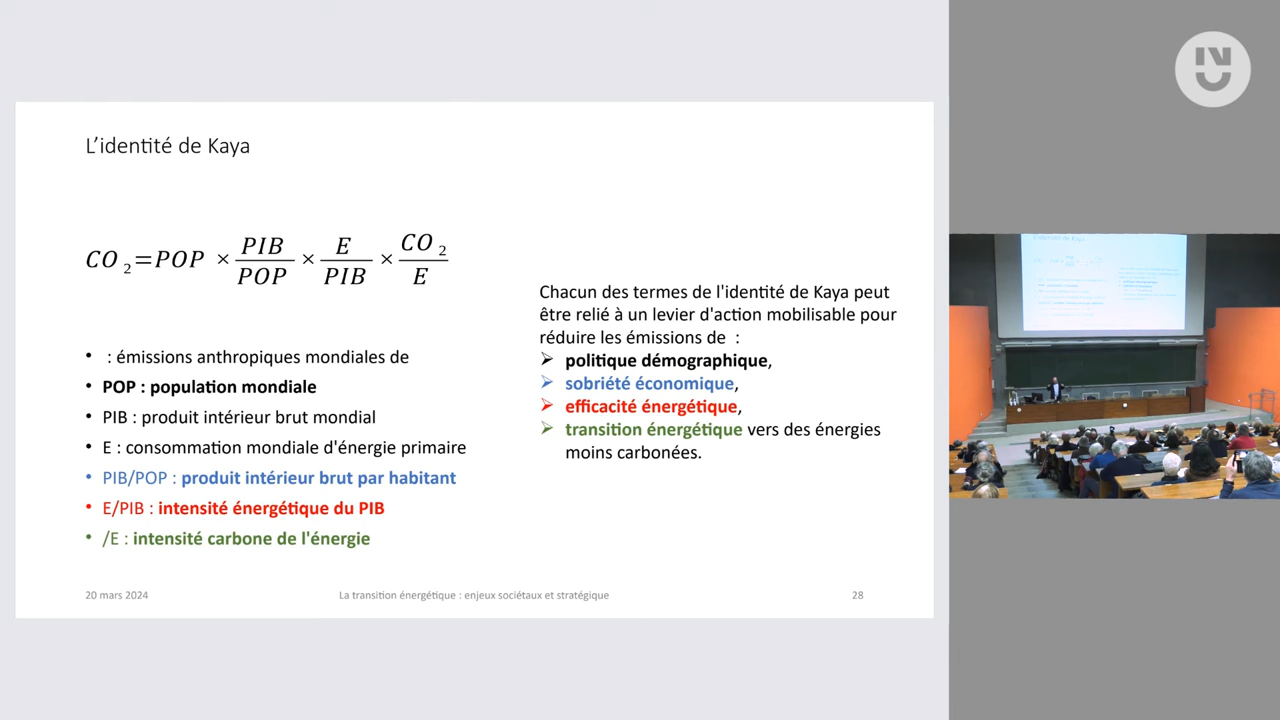 L'identité de Kaya
CO 2=POP × PIB/POP × E/PIB × CO 2/E
• : émissions anthropiques mondiales de
• POP : population mondiale
• PIB : produit intérieur brut mondial
• E : consommation mondiale d'énergie primaire
• PIB/POP : produit intérieur brut par habitant
• E/PIB : intensité énergétique du PIB
• /E : intensité carbone de l'énergie
Chacun des termes de l'identité de Kaya peut
être relié à un levier d'action mobilisable pour
réduire les émissions de :
➢ politique démographique,
➢ sobriété économique,
➢ efficacité énergétique,
➢ transition énergétique vers des énergies
moins carbonées.
20 mars 2024
La transition énergétique : enjeux sociétaux et stratégique
28